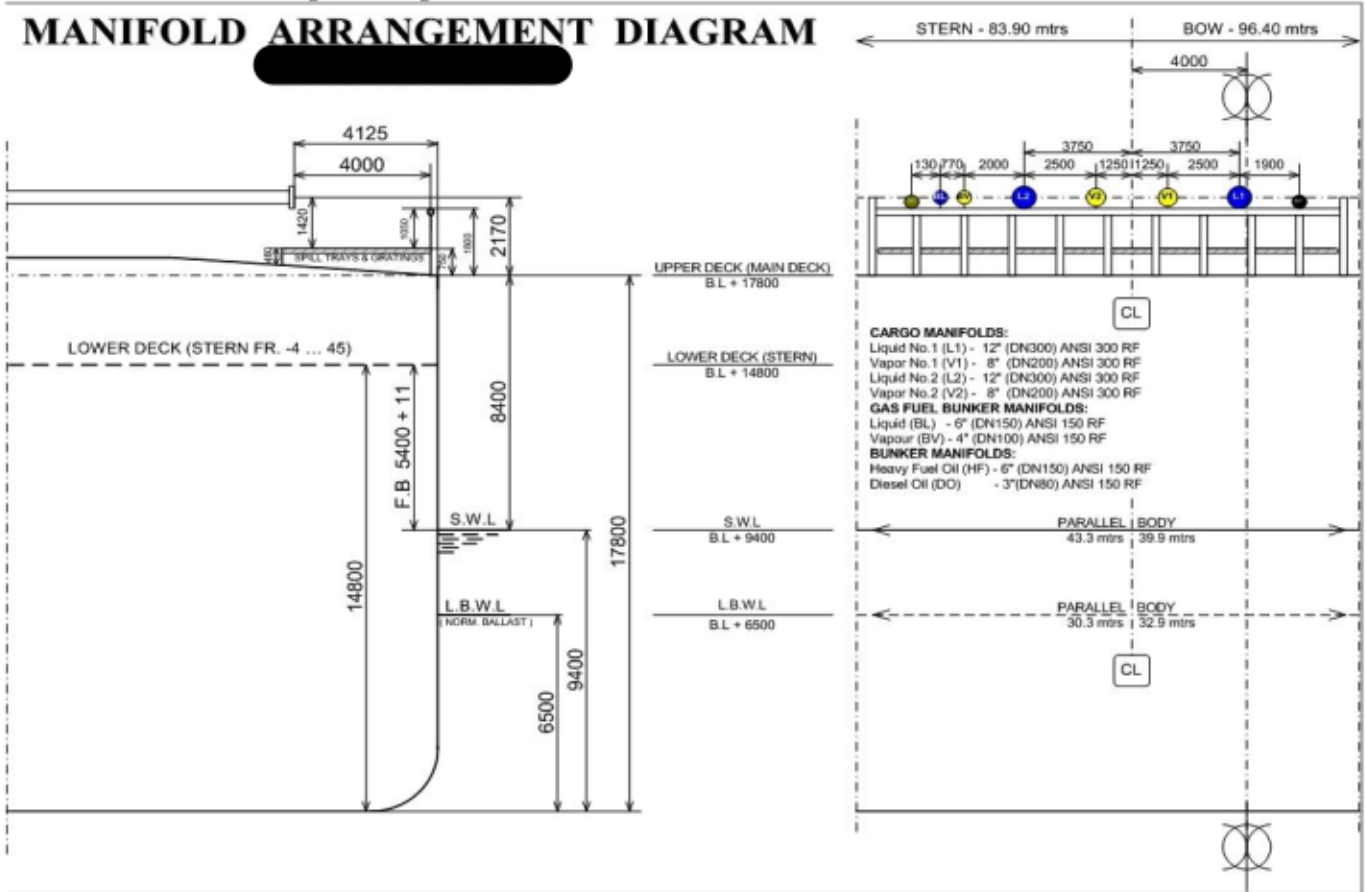 MANIFOLD ARRANGEMENT DIAGRAM
STERN - 83.90 mtrs
BOW - 96.40 mtrs
4000
4125
4000
3750 3750
130 770 2000 2500 1250 1250 2500 1900
BL BV L2 V2 V1 L1
1420
1050
2170
SPILL TRAYS & GRATINGS
750
UPPER DECK (MAIN DECK)
B.L + 17800
CL
LOWER DECK (STERN FR. -4 ... 45)
LOWER DECK (STERN)
B.L + 14800
CARGO MANIFOLDS:
Liquid No.1 (L1) - 12" (DN300) ANSI 300 RF
Vapor No.1 (V1) - 8" (DN200) ANSI 300 RF
Liquid No.2 (L2) - 12" (DN300) ANSI 300 RF
Vapor No.2 (V2) - 8" (DN200) ANSI 300 RF
GAS FUEL BUNKER MANIFOLDS:
Liquid (BL) - 6" (DN150) ANSI 150 RF
Vapour (BV) - 4" (DN100) ANSI 150 RF
BUNKER MANIFOLDS:
Heavy Fuel Oil (HF) - 6" (DN150) ANSI 150 RF
Diesel Oil (DO) - 3"(DN80) ANSI 150 RF
F.B 5400 + 11
8400
14800
17800
S.W.L
S.W.L
B.L + 9400
PARALLEL BODY
43.3 mtrs 39.9 mtrs
L.B.W.L
( NORM. BALLAST )
L.B.W.L
B.L + 6500
PARALLEL BODY
30.3 mtrs 32.9 mtrs
6500
9400
CL